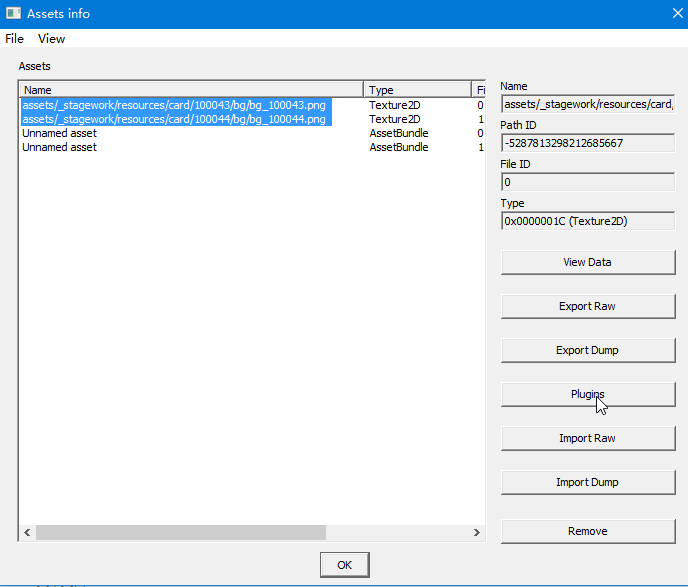 Assets info
File View
Assets
Name Type Fi
assets/_stagework/resources/card/100043/bg/bg_100043.png Texture2D 0
assets/_stagework/resources/card/100044/bg/bg_100044.png Texture2D 1
Unnamed asset AssetBundle 0
Unnamed asset AssetBundle 1
Name
assets/_stagework/resources/card,
Path ID
-5287813298212685667
File ID
0
Type
0x0000001C (Texture2D)
View Data
Export Raw
Export Dump
Plugins
Import Raw
Import Dump
Remove
OK